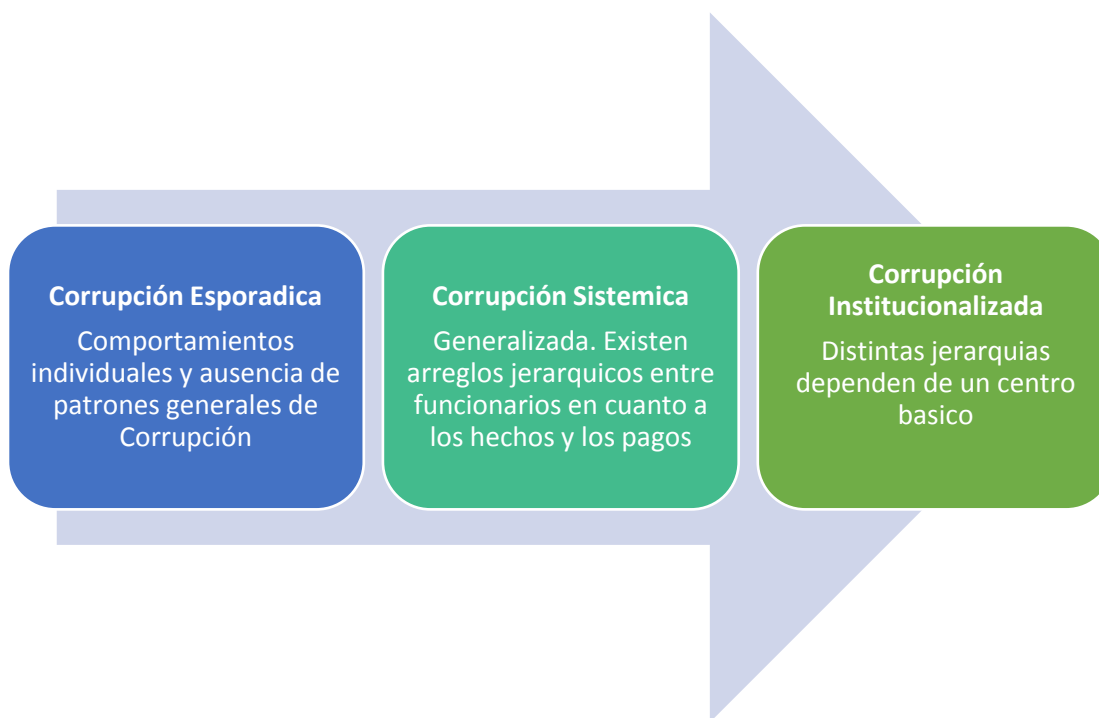 Corrupción Esporadica
Comportamientos
individuales y ausencia de
patrones generales de
Corrupción
Corrupción Sistemica
Generalizada. Existen
arreglos jerarquicos entre
funcionarios en cuanto a
los hechos y los pagos
Corrupción
Institucionalizada
Distintas jerarquias
dependen de un centro
basico